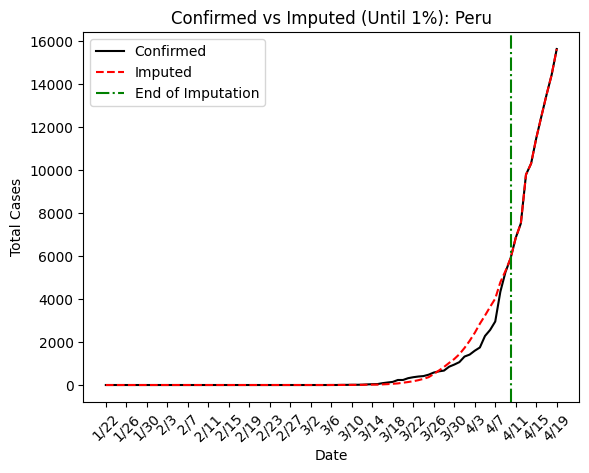 Confirmed vs Imputed (Until 1%): Peru
Confirmed
Imputed
End of Imputation
Total Cases
16000
14000
12000
10000
8000
6000
4000
2000
0
1/22 1/26 1/30 2/3 2/7 2/11 2/15 2/19 2/23 2/27 3/2 3/6 3/10 3/14 3/18 3/22 3/26 3/30 4/3 4/7 4/11 4/15 4/19
Date